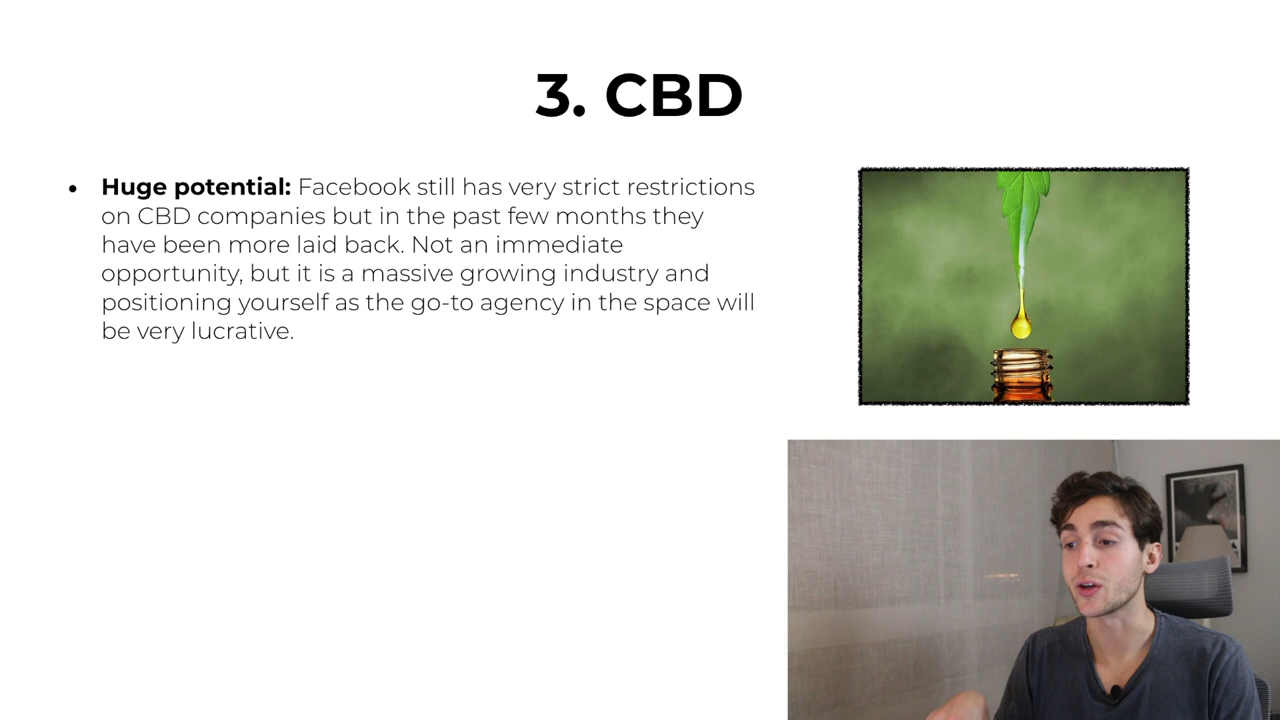 3. CBD
• Huge potential: Facebook still has very strict restrictions
on CBD companies but in the past few months they
have been more laid back. Not an immediate
opportunity, but it is a massive growing industry and
positioning yourself as the go-to agency in the space will
be very lucrative.